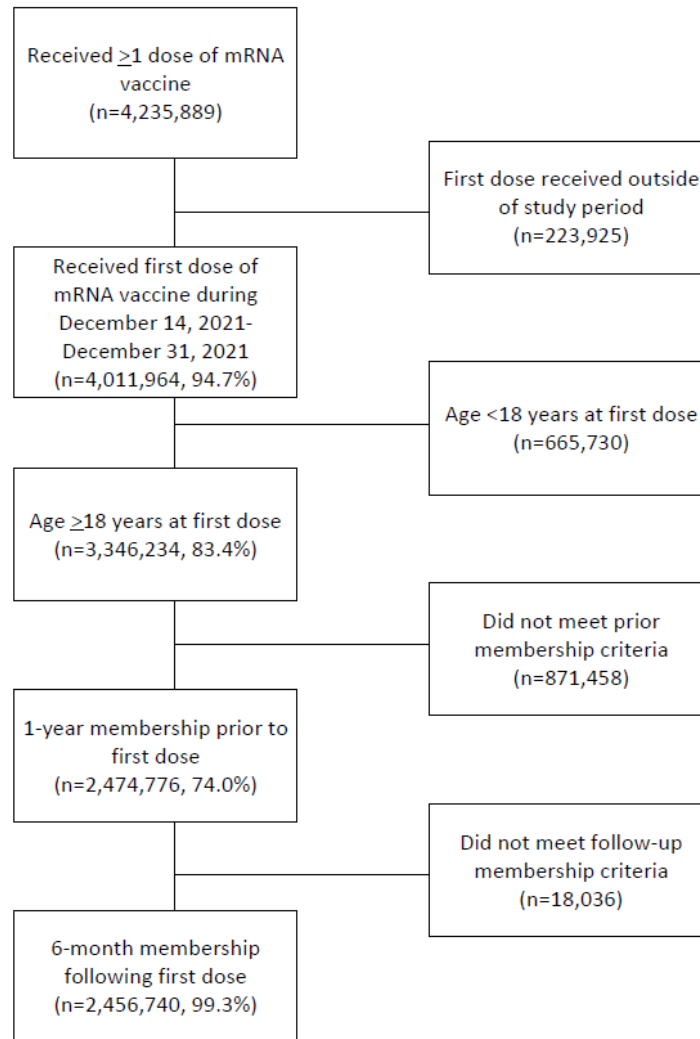 Received ≥1 dose of mRNA
vaccine
(n=4,235,889)
First dose received outside
of study period
(n=223,925)
Received first dose of
mRNA vaccine during
December 14, 2021-
December 31, 2021
(n=4,011,964, 94.7%)
Age <18 years at first dose
(n=665,730)
Age ≥18 years at first dose
(n=3,346,234, 83.4%)
Did not meet prior
membership criteria
(n=871,458)
1-year membership prior to
first dose
(n=2,474,776, 74.0%)
Did not meet follow-up
membership criteria
(n=18,036)
6-month membership
following first dose
(n=2,456,740, 99.3%)